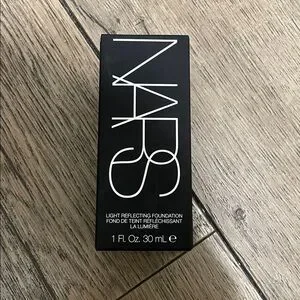 NARS
LIGHT REFLECTING FOUNDATION
FOND DE TEINT RÉFLÉCHISSANT
LA LUMIÈRE
1 Fl. Oz. 30 mL e